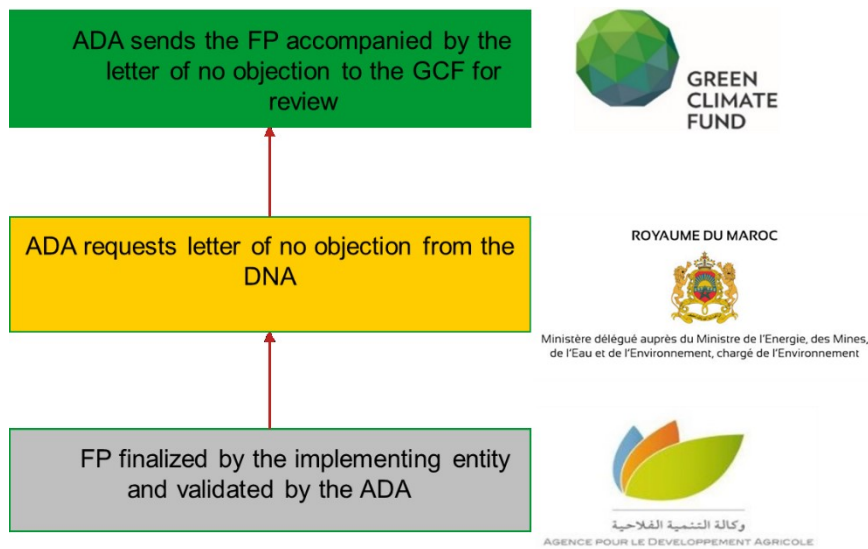 ADA sends the FP accompanied by the
letter of no objection to the GCF for
review
GREEN
CLIMATE
FUND
ADA requests letter of no objection from the
DNA
ROYAUME DU MAROC
Ministère délégué auprès du Ministre de l'Energie, des Mines,
de l'Eau et de l'Environnement, chargé de l'Environnement
FP finalized by the implementing entity
and validated by the ADA
وكالة التنمية الفلاحية
AGENCE POUR LE DEVELOPPEMENT AGRICOLE